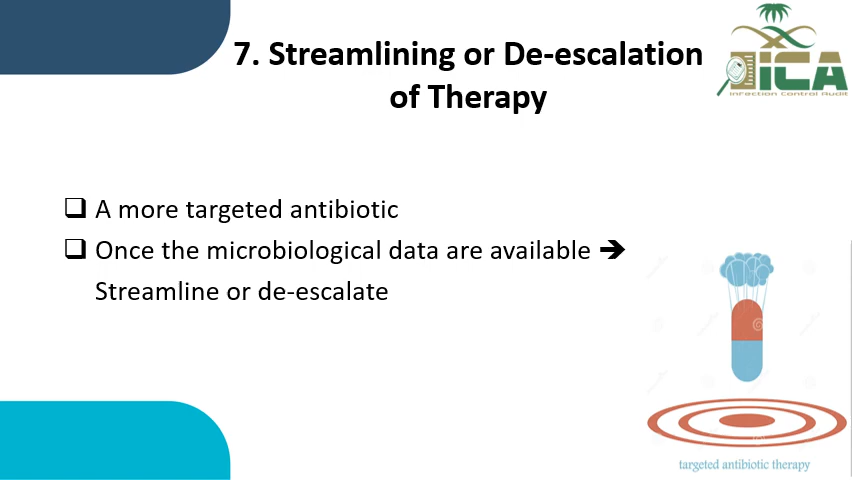 7. Streamlining or De-escalation
of Therapy
ICA
Infection Control Audit
❑ A more targeted antibiotic
❑ Once the microbiological data are available ➔
Streamline or de-escalate
targeted antibiotic therapy